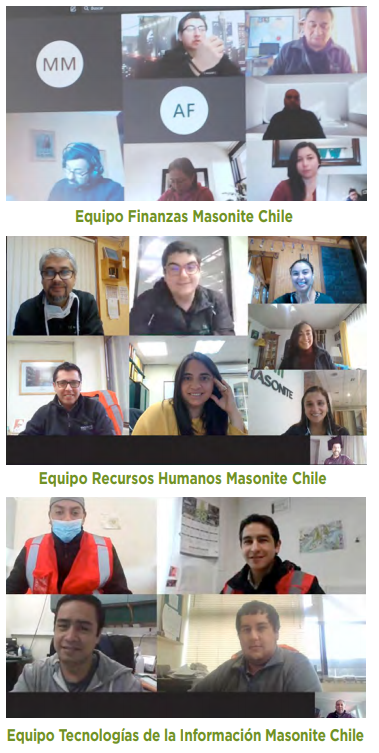 Buscar
MM
AF
Equipo Finanzas Masonite Chile
MASONITE
Equipo Recursos Humanos Masonite Chile
Equipo Tecnologías de la Información Masonite Chile